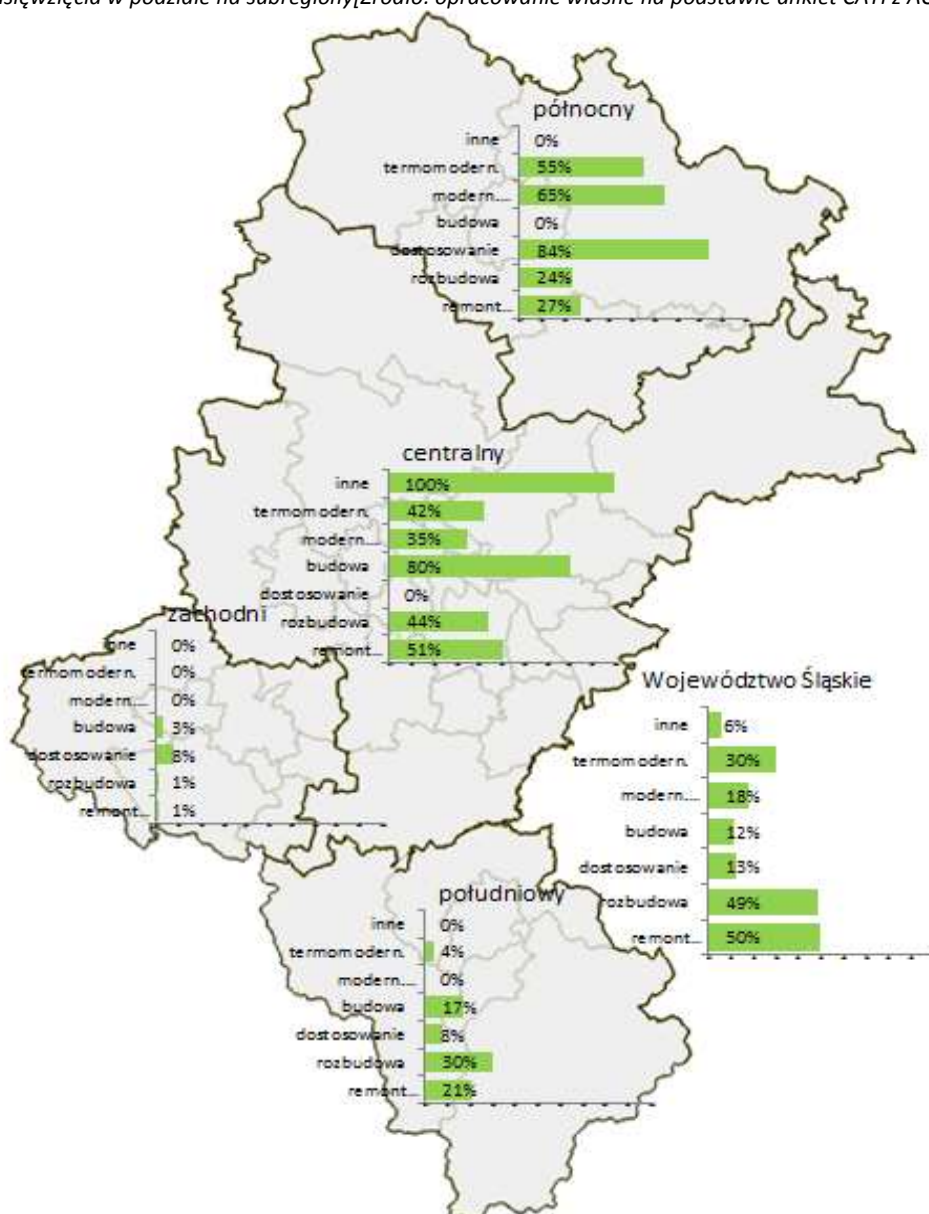 w podziale na subregiony[Źródło: opracowanie własne na podstawie ankiet CATI z
północny
inne 0%
termomodern. 55%
modern.... 65%
budowa 0%
dostosowanie 84%
rozbudowa 24%
remont... 27%
centralny
inne 100%
termomodern. 42%
modern.... 35%
budowa 80%
dostosowanie 0%
rozbudowa 44%
remont... 51%
zachodni
inne 0%
termomodern. 0%
modern.... 0%
budowa 3%
dostosowanie 8%
rozbudowa 1%
remont... 1%
Województwo Śląskie
inne 6%
termomodern. 30%
modern.... 18%
budowa 12%
dostosowanie 13%
rozbudowa 49%
remont... 50%
południowy
inne 0%
termomodern. 4%
modern.... 0%
budowa 17%
dostosowanie 8%
rozbudowa 30%
remont... 21%